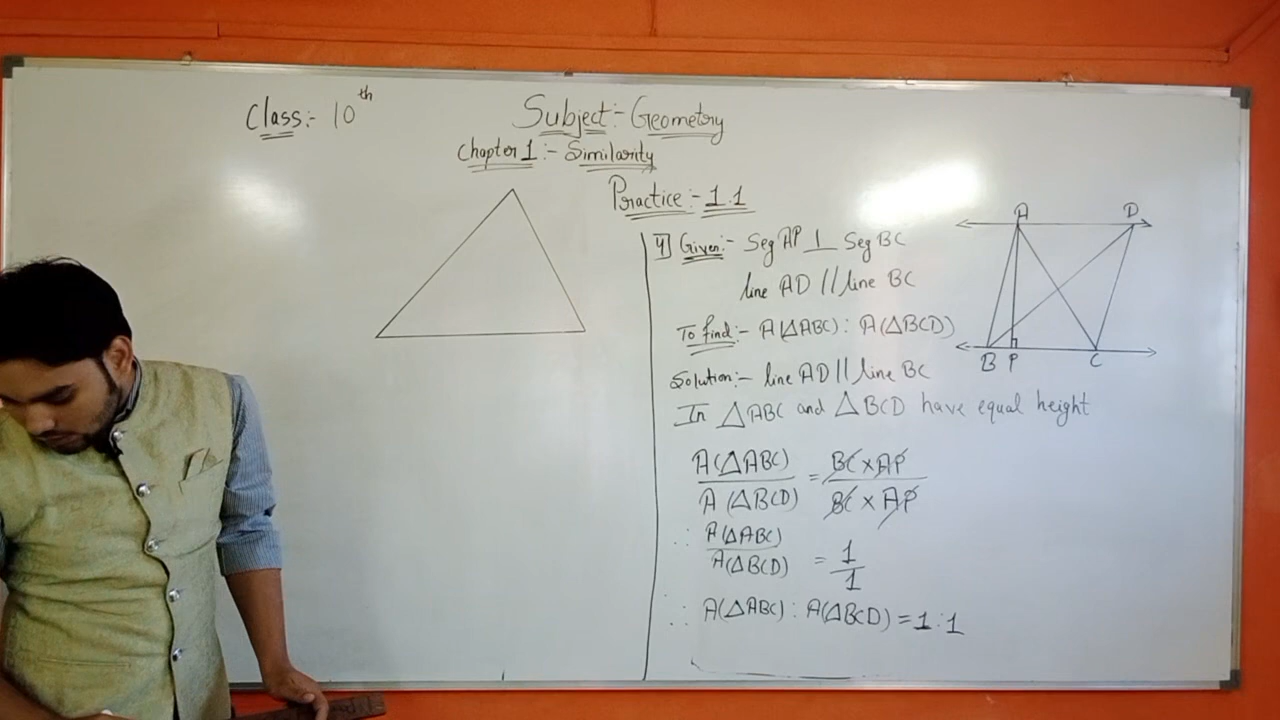 Class:- 10th
Subject:- Geometry
Chapter 1:- Similarity
Practice:- 1.1
4] Given:- Seg AP ⊥ Seg BC
line AD // line BC
To find:- A(△ABC) : A(△BCD)
Solution:- line AD // line BC
In △ABC and △BCD have equal height
A(△ABC) / A(△BCD) = BC × AP / BC × AP
∴ A(△ABC) / A(△BCD) = 1/1
∴ A(△ABC) : A(△BCD) = 1:1
A D
B P C